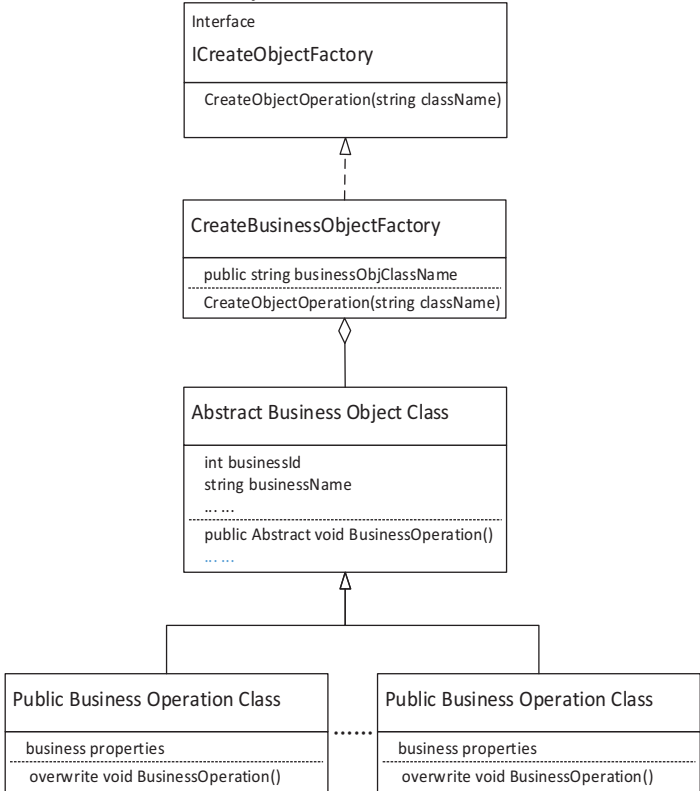 Interface
ICreateObjectFactory
CreateObjectOperation(string className)
CreateBusinessObjectFactory
public string businessObjClassName
CreateObjectOperation(string className)
Abstract Business Object Class
int businessId
string businessName
... ...
public Abstract void BusinessOperation()
... ...
Public Business Operation Class
business properties
overwrite void BusinessOperation()
......
Public Business Operation Class
business properties
overwrite void BusinessOperation()